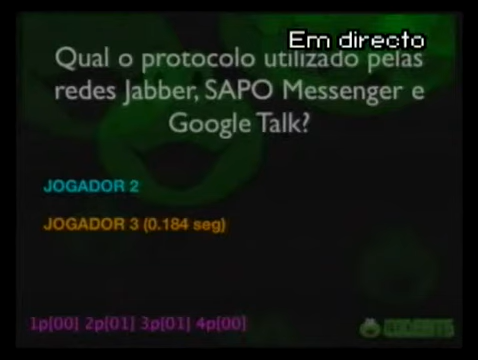 Em directo
Qual o protocolo utilizado pelas
redes Jabber, SAPO Messenger e
Google Talk?
JOGADOR 2
JOGADOR 3 (0.184 seg)
1p[00] 2p[01] 3p[01] 4p[00]